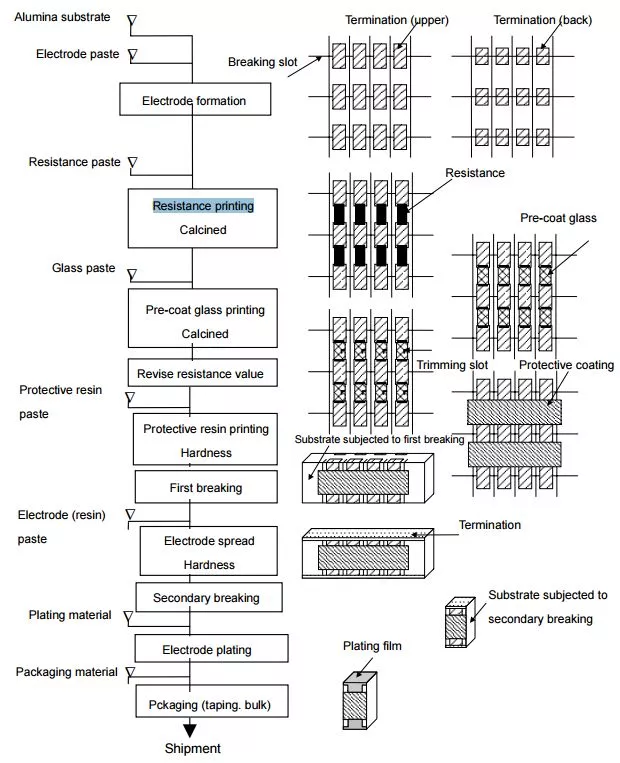 Alumina substrate
Electrode paste
Electrode formation
Resistance paste
Resistance printing
Calcined
Glass paste
Pre-coat glass printing
Calcined
Revise resistance value
Protective resin
paste
Protective resin printing
Hardness
First breaking
Electrode (resin)
paste
Electrode spread
Hardness
Secondary breaking
Plating material
Electrode plating
Packaging material
Pckaging (taping. bulk)
Shipment
Termination (upper)
Termination (back)
Breaking slot
Resistance
Pre-coat glass
Trimming slot
Protective coating
Substrate subjected to first breaking
Termination
Substrate subjected to
secondary breaking
Plating film